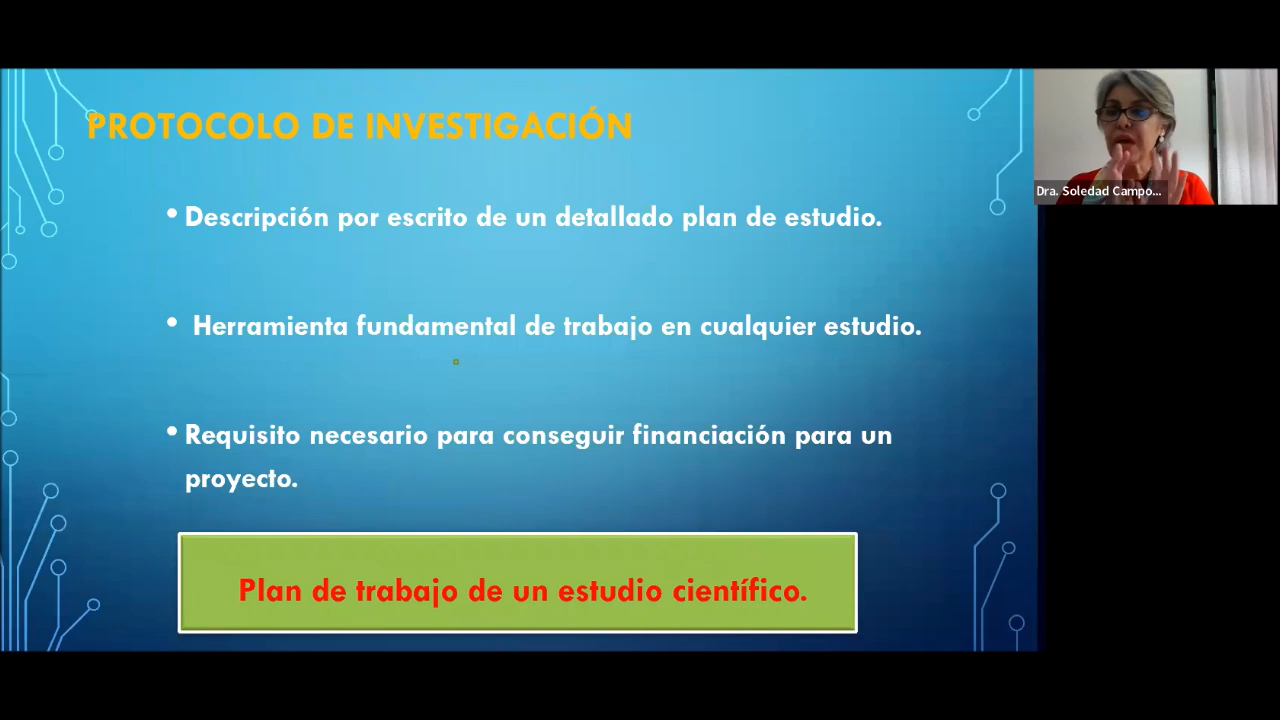 PROTOCOLO DE INVESTIGACIÓN
• Descripción por escrito de un detallado plan de estudio.
• Herramienta fundamental de trabajo en cualquier estudio.
• Requisito necesario para conseguir financiación para un
proyecto.
Plan de trabajo de un estudio científico.
Dra. Soledad Campo...